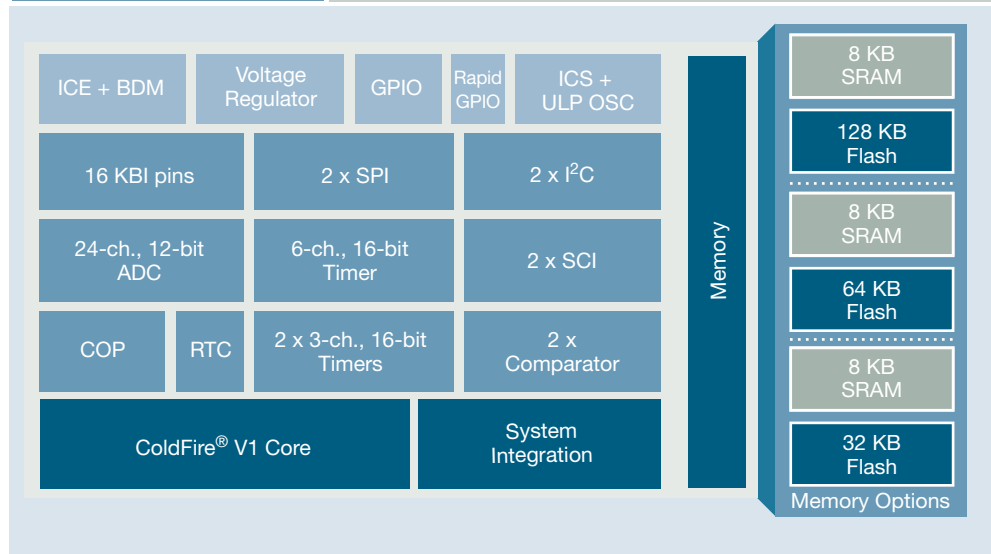 ICE + BDM
Voltage
Regulator
GPIO
Rapid
GPIO
ICS +
ULP OSC
16 KBI pins
2 x SPI
2 x I²C
24-ch., 12-bit
ADC
6-ch., 16-bit
Timer
2 x SCI
COP
RTC
2 x 3-ch., 16-bit
Timers
2 x
Comparator
ColdFire® V1 Core
System
Integration
Memory
8 KB
SRAM
128 KB
Flash
8 KB
SRAM
64 KB
Flash
8 KB
SRAM
32 KB
Flash
Memory Options